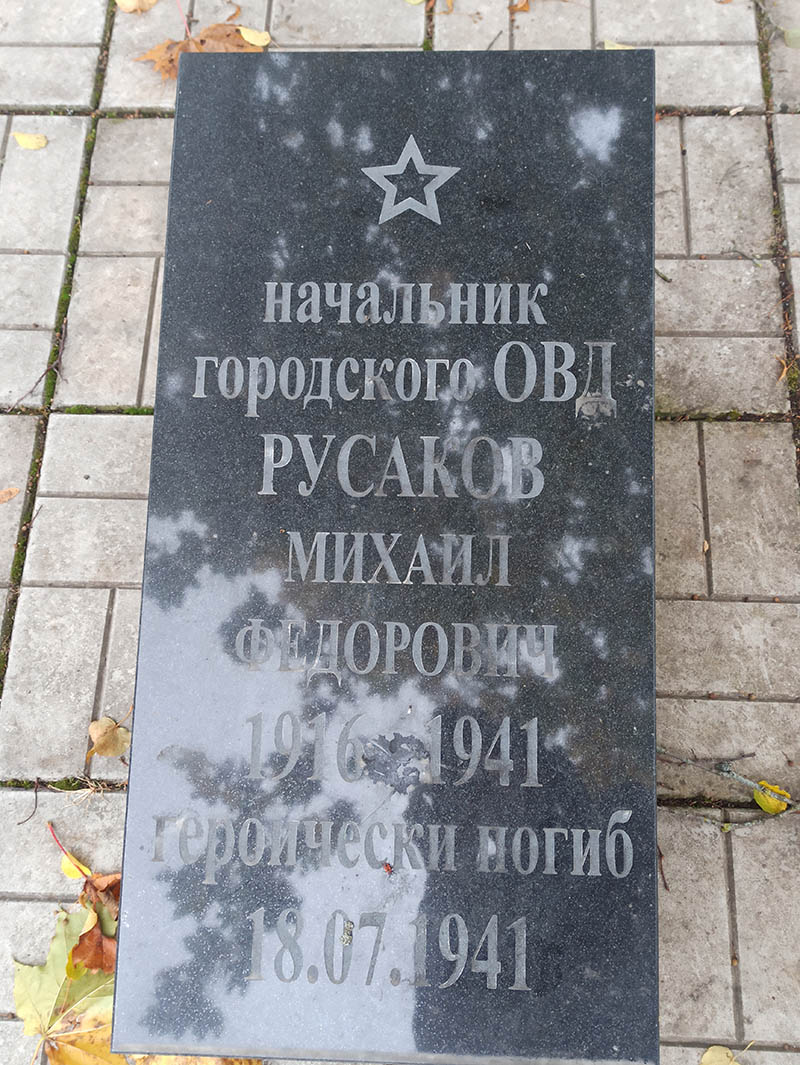 начальник
городского ОВД
РУСАКОВ
МИХАИЛ
ФЕДОРОВИЧ
1916 - 1941
героически погиб
18.07.1941